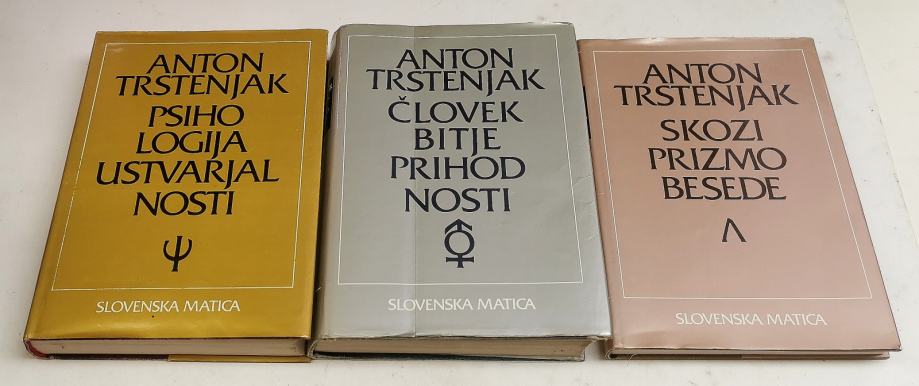 ANTON
TRSTENJAK
PSIHO
LOGIJA
USTVARJAL
NOSTI
ψ
SLOVENSKA MATICA
ANTON
TRSTENJAK
ČLOVEK
BITJE
PRIHOD
NOSTI
SLOVENSKA MATICA
ANTON
TRSTENJAK
SKOZI
PRIZMO
BESEDE
Λ
SLOVENSKA MATICA